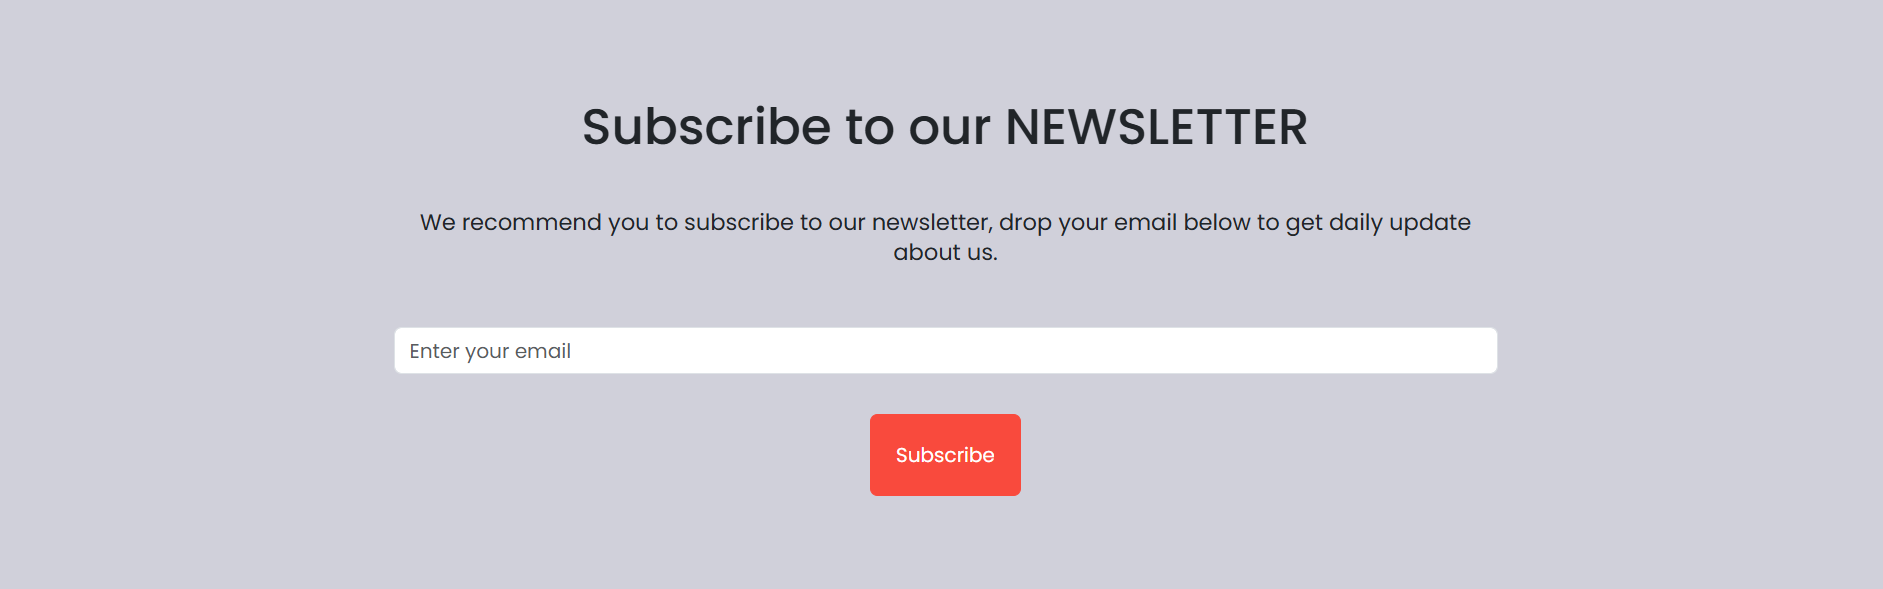 Subscribe to our NEWSLETTER
We recommend you to subscribe to our newsletter, drop your email below to get daily update
about us.
Enter your email
Subscribe